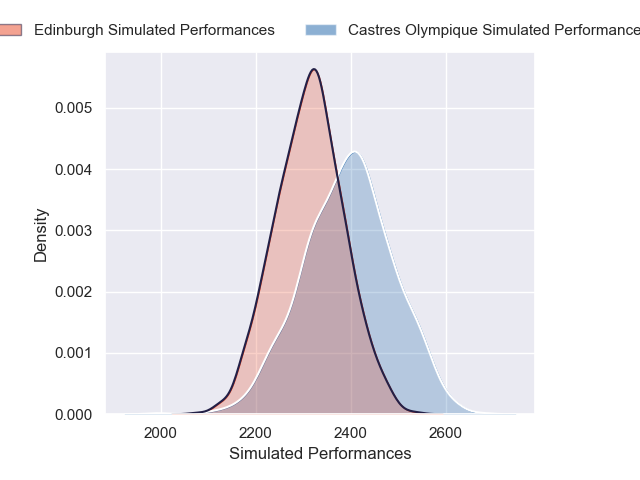 Edinburgh Simulated Performances
Castres Olympique Simulated Performance
0.005
0.004
0.003
0.002
0.001
0.000
Density
2000
2200
2400
2600
Simulated Performances